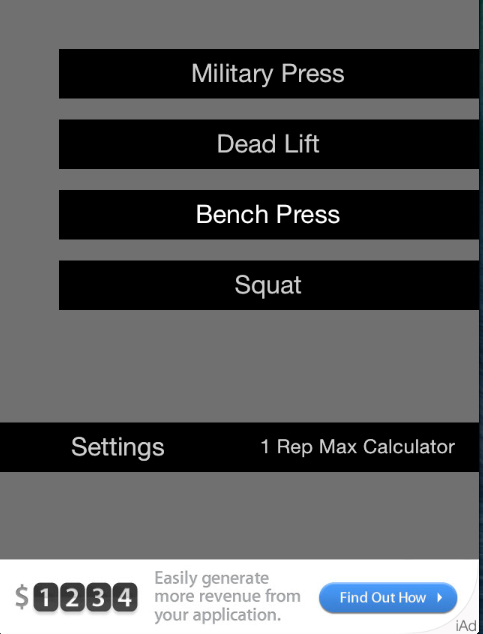 Military Press
Dead Lift
Bench Press
Squat
Settings
1 Rep Max Calculator
$1234
Easily generate
more revenue from
your application.
Find Out How
iAd